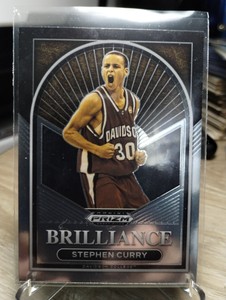 DAVIDSON
30
PRIZM
BRILLIANCE
STEPHEN CURRY